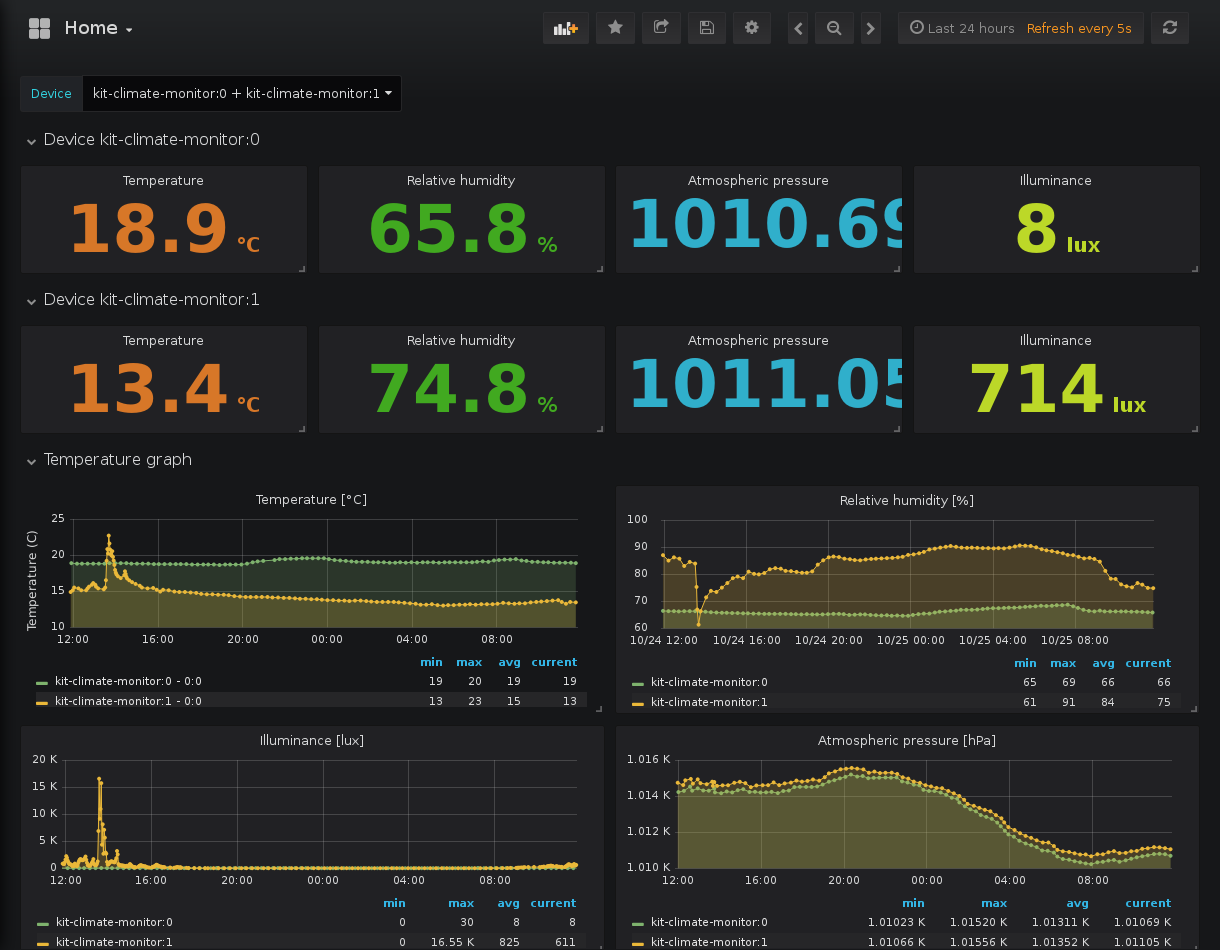 Home
Last 24 hours Refresh every 5s
Device kit-climate-monitor:0 + kit-climate-monitor:1
Device kit-climate-monitor:0
Temperature Relative humidity Atmospheric pressure Illuminance
18.9 °C 65.8 % 1010.69 8 lux
Device kit-climate-monitor:1
Temperature Relative humidity Atmospheric pressure Illuminance
13.4 °C 74.8 % 1011.05 714 lux
Temperature graph
Temperature [°C]
Temperature (C)
25
20
15
10
12:00 16:00 20:00 00:00 04:00 08:00
min max avg current
kit-climate-monitor:0 - 0:0 19 20 19 19
kit-climate-monitor:1 - 0:0 13 23 15 13
Relative humidity [%]
100
90
80
70
60
10/24 12:00 10/24 16:00 10/24 20:00 10/25 00:00 10/25 04:00 10/25 08:00
min max avg current
kit-climate-monitor:0 65 69 66 66
kit-climate-monitor:1 61 91 84 75
Illuminance [lux]
20 K
15 K
10 K
5 K
0
12:00 16:00 20:00 00:00 04:00 08:00
min max avg current
kit-climate-monitor:0 0 30 8 8
kit-climate-monitor:1 0 16.55 K 825 611
Atmospheric pressure [hPa]
1.016 K
1.014 K
1.012 K
1.010 K
12:00 16:00 20:00 00:00 04:00 08:00
min max avg current
kit-climate-monitor:0 1.01023 K 1.01520 K 1.01311 K 1.01069 K
kit-climate-monitor:1 1.01066 K 1.01556 K 1.01352 K 1.01105 K